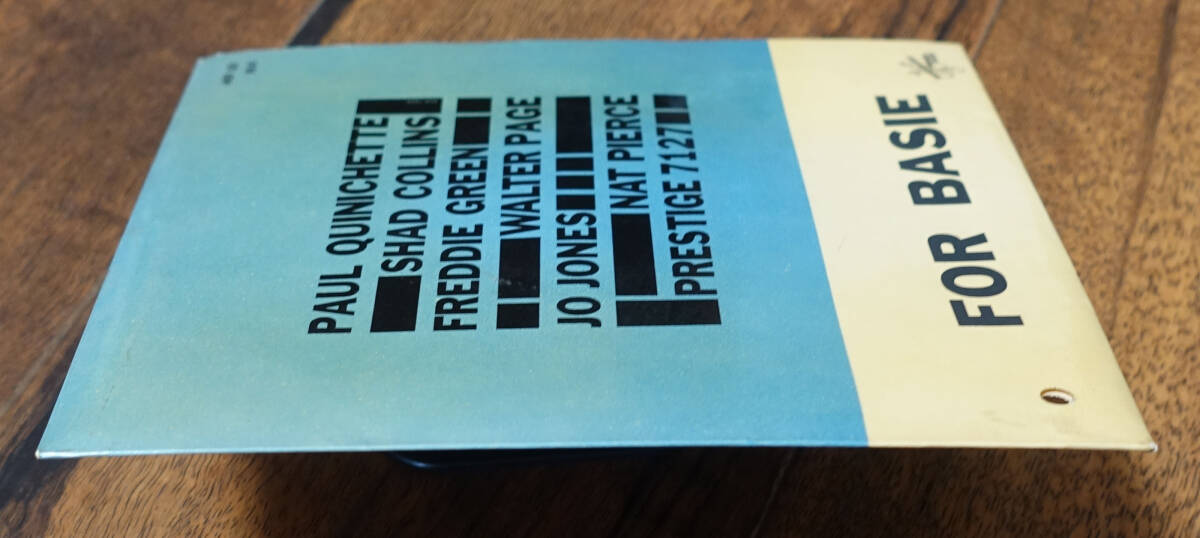 PAUL QUINICHETTE
SHAD COLLINS
FREDDIE GREEN
WALTER PAGE
JO JONES
NAT PIERCE
PRESTIGE 7127
FOR BASIE